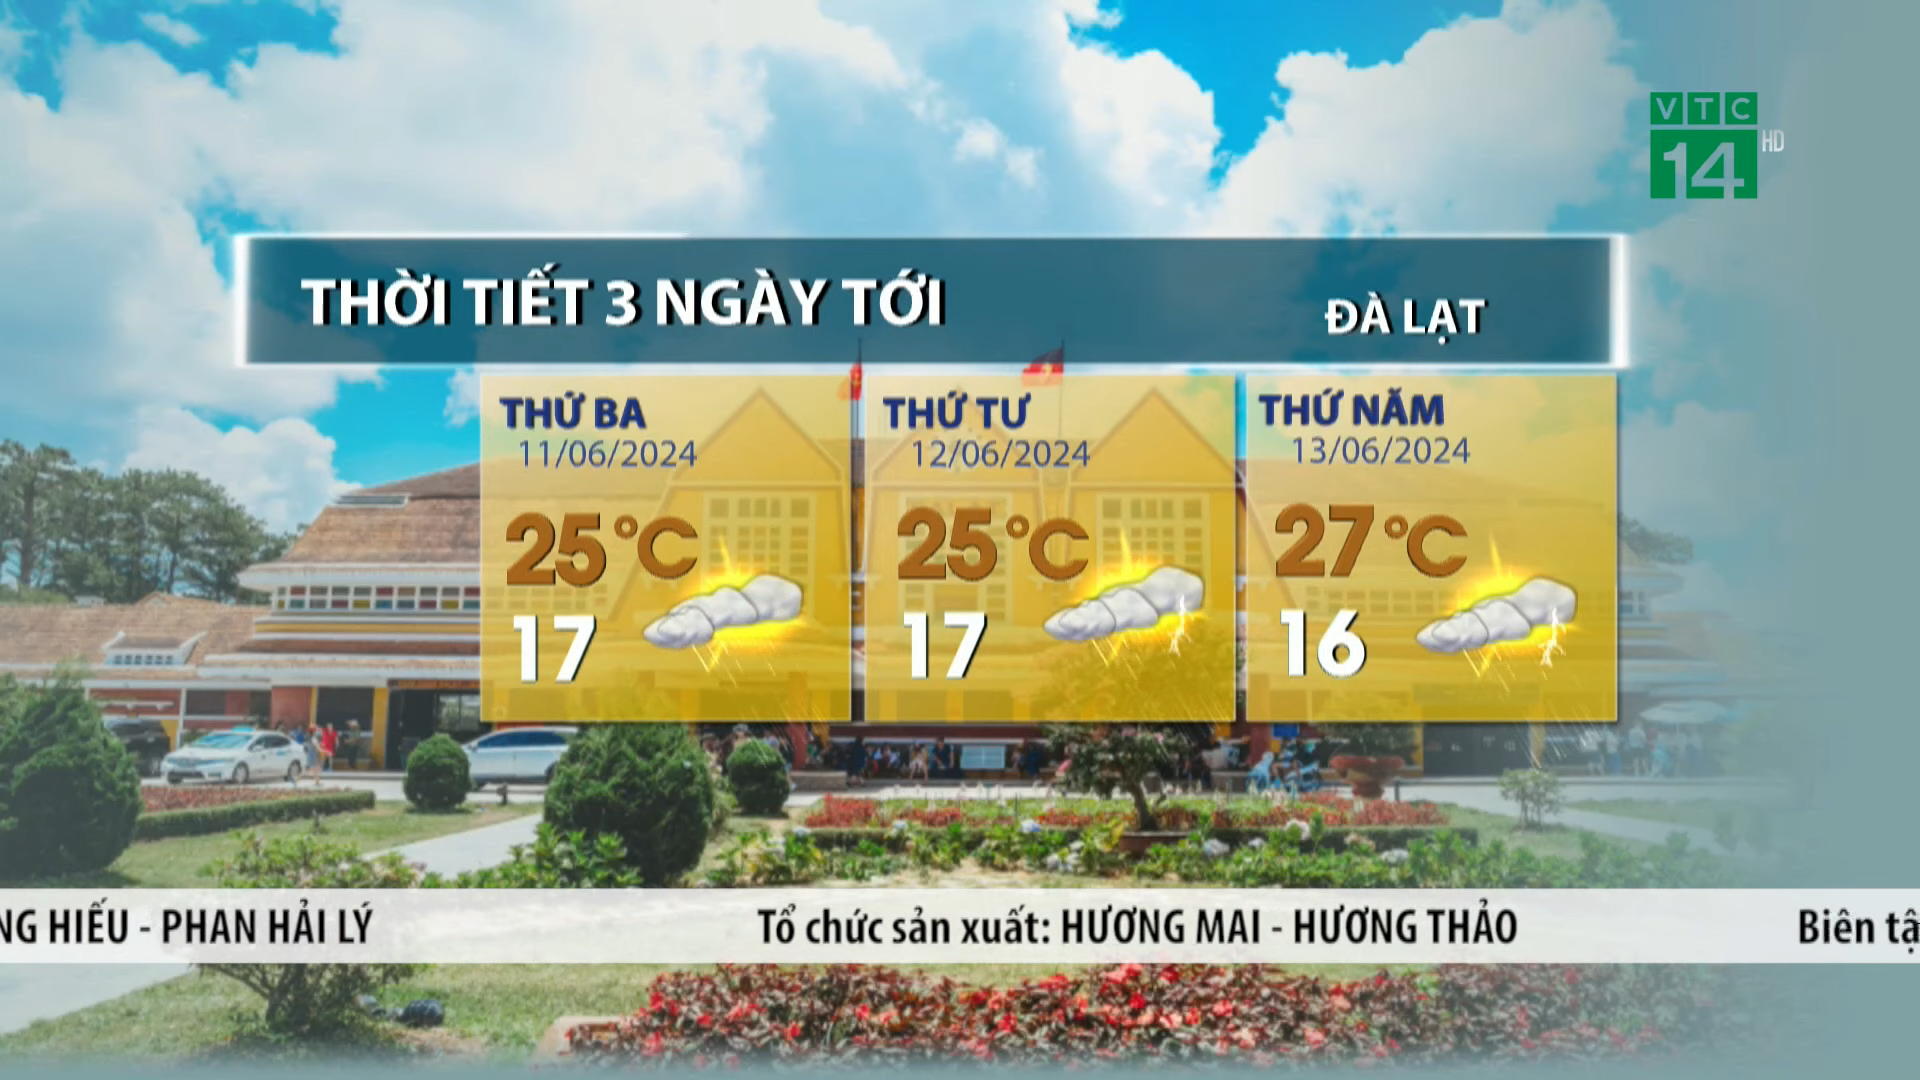 VTC
14 HD
THỜI TIẾT 3 NGÀY TỚI
ĐÀ LẠT
THỨ BA
11/06/2024
25°C
17
THỨ TƯ
12/06/2024
25°C
17
THỨ NĂM
13/06/2024
27°C
16
NG HIẾU - PHAN HẢI LÝ
Tổ chức sản xuất: HƯƠNG MAI - HƯƠNG THẢO
Biên tậ